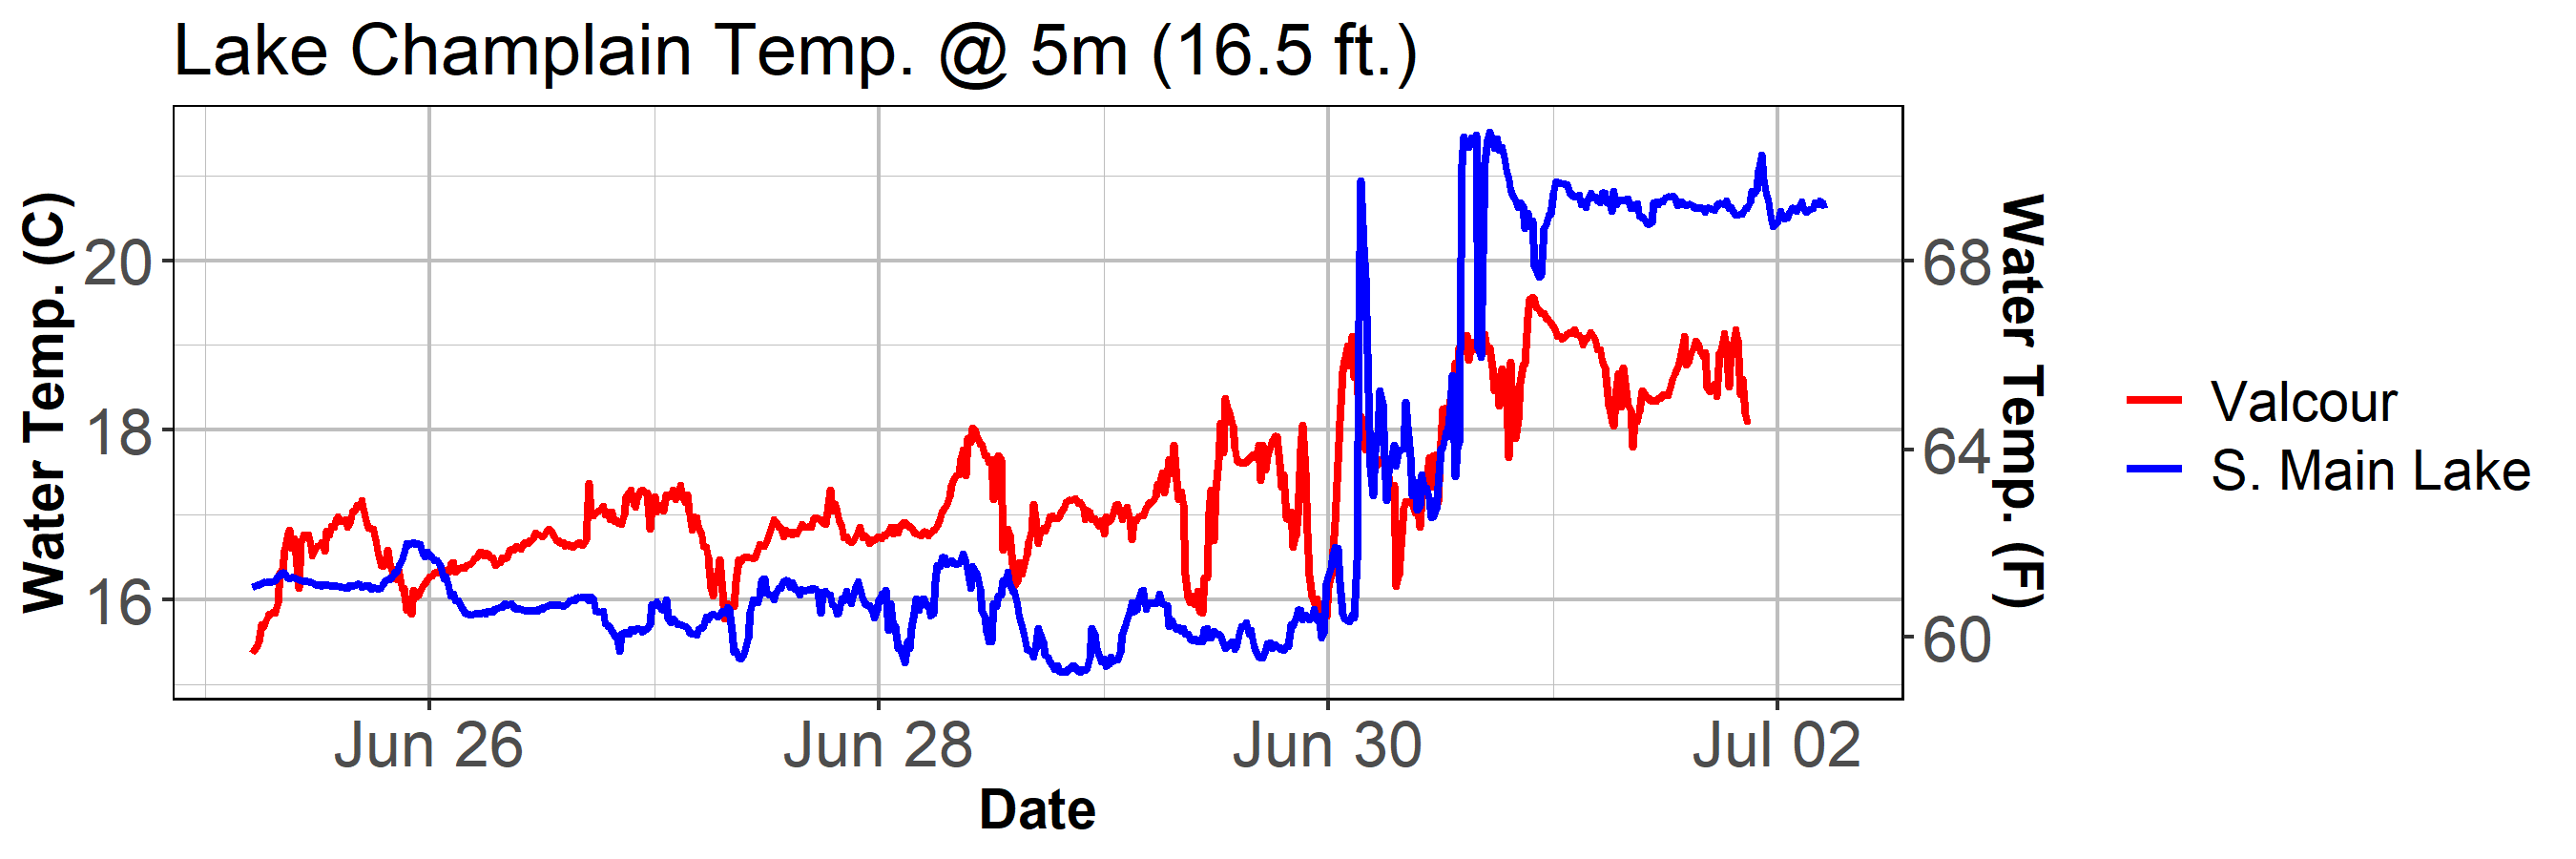 Lake Champlain Temp. @ 5m (16.5 ft.)
Water Temp. (C)
20
18
16
68
64
60
Water Temp. (F)
Jun 26
Jun 28
Jun 30
Jul 02
Date
Valcour
S. Main Lake